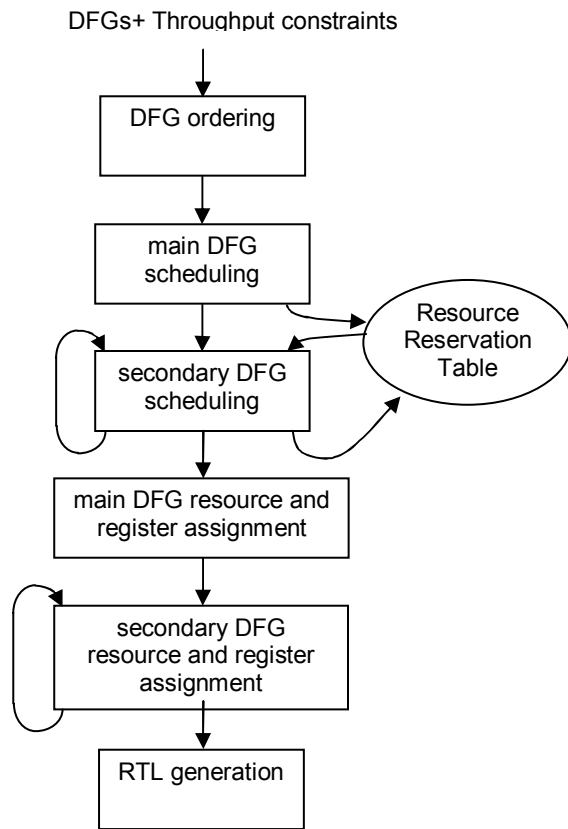 DFGs+ Throughput constraints
DFG ordering
main DFG
scheduling
Resource
Reservation
Table
secondary DFG
scheduling
main DFG resource and
register assignment
secondary DFG
resource and register
assignment
RTL generation